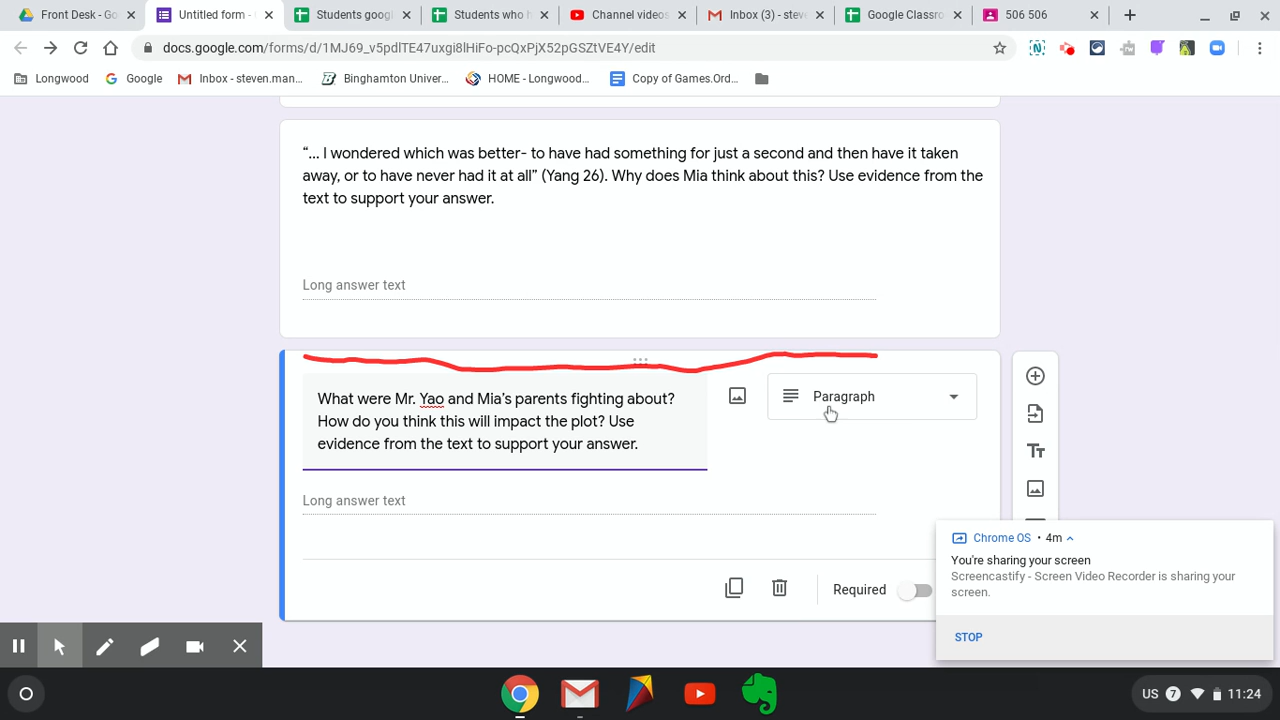 Front Desk - Go
Untitled form -
Students googl
Students who h
Channel videos
Inbox (3) - steve
Google Classro
506 506
docs.google.com/forms/d/1MJ69_v5pdlTE47uxgi8lHiFo-pcQxPjX52pGSZtVE4Y/edit
Longwood
Google
Inbox - steven.man...
Binghamton Univer...
HOME - Longwood...
Copy of Games.Ord...
“... I wondered which was better- to have had something for just a second and then have it taken
away, or to have never had it at all” (Yang 26). Why does Mia think about this? Use evidence from the
text to support your answer.
Long answer text
What were Mr. Yao and Mia’s parents fighting about?
How do you think this will impact the plot? Use
evidence from the text to support your answer.
Paragraph
Long answer text
Required
Chrome OS • 4m
You're sharing your screen
Screencastify - Screen Video Recorder is sharing your
screen.
STOP
US 7 11:24